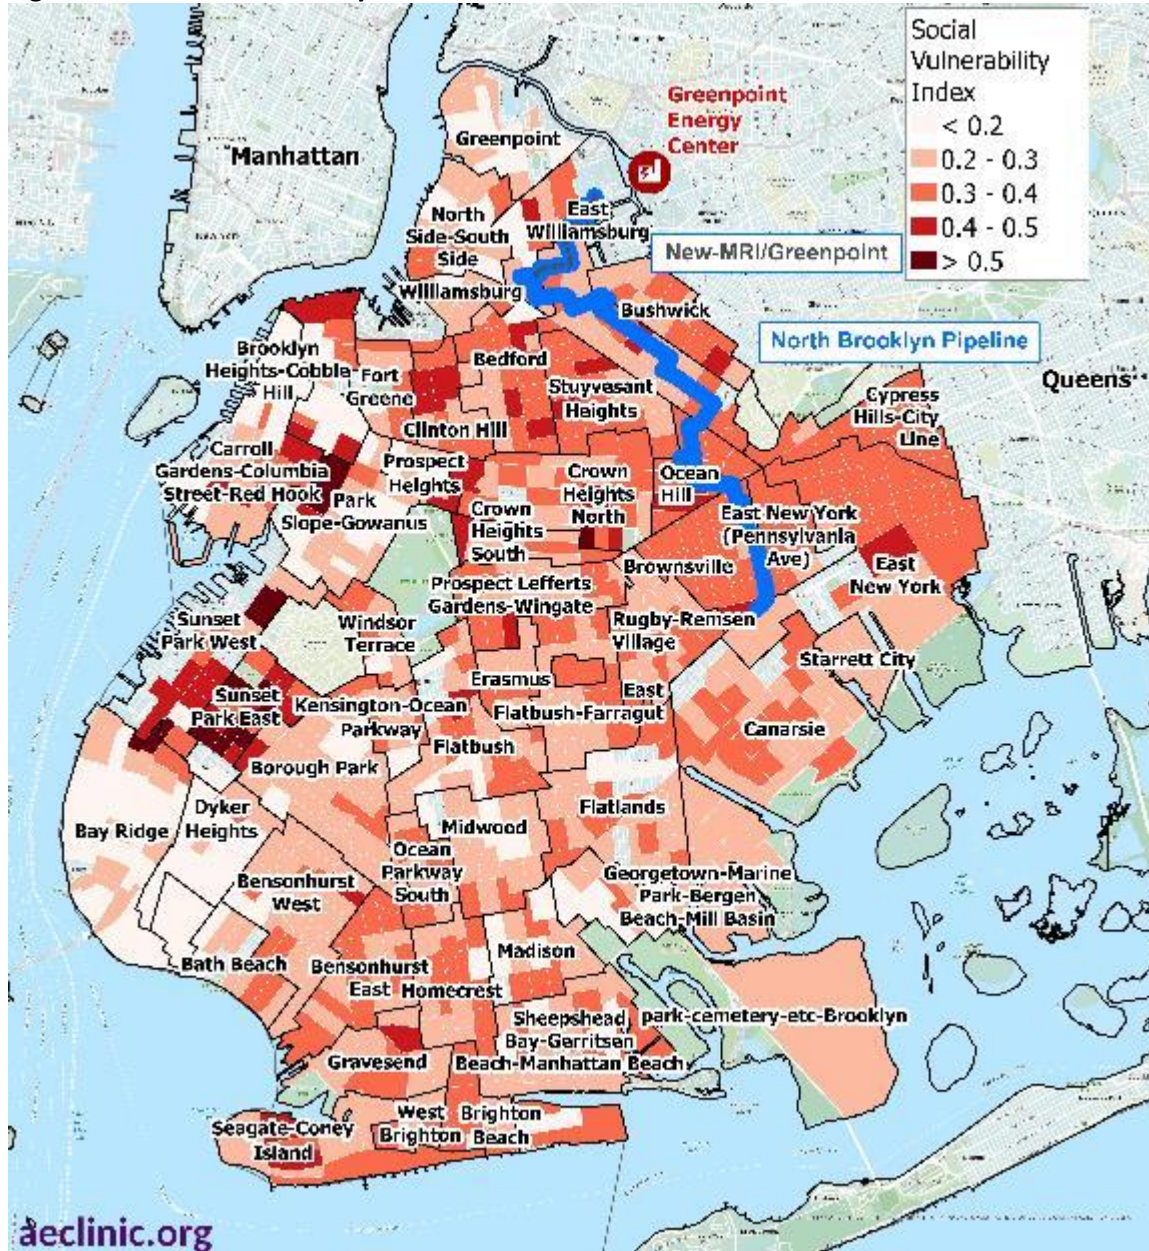 Social
Vulnerability
Index
< 0.2
0.2 - 0.3
0.3 - 0.4
0.4 - 0.5
> 0.5
Greenpoint
Energy
Center
Greenpoint
Manhattan
North
Side-South
Side
East
Williamsburg
New-MRI/Greenpoint
Williamsburg
Bushwick
North Brooklyn Pipeline
Queens
Brooklyn
Heights-Cobble
Hill
Fort
Greene
Bedford
Stuyvesant
Heights
Cypress
Hills-City
Line
Clinton Hill
Carroll
Gardens-Columbia
Street-Red Hook
Park
Slope-Gowanus
Prospect
Heights
Crown
Heights
North
Ocean
Hill
Crown
Heights
South
East New York
(Pennsylvania
Ave)
Brownsville
East
New York
Prospect Lefferts
Gardens-Wingate
Sunset
Park West
Windsor
Terrace
Rugby-Remsen
Village
Starrett City
Erasmus
Sunset
Park East
Kensington-Ocean
Parkway
East
Flatbush-Farragut
Canarsie
Flatbush
Borough Park
Dyker
Heights
Flatlands
Bay Ridge
Midwood
Ocean
Parkway
South
Bensonhurst
West
Georgetown-Marine
Park-Bergen
Beach-Mill Basin
Madison
Bath Beach
Bensonhurst
East
Homecrest
Sheepshead
Bay-Gerritsen
Beach-Manhattan Beach
park-cemetery-etc-Brooklyn
Gravesend
West
Brighton
Brighton
Beach
Seagate-Coney
Island
aeclinic.org